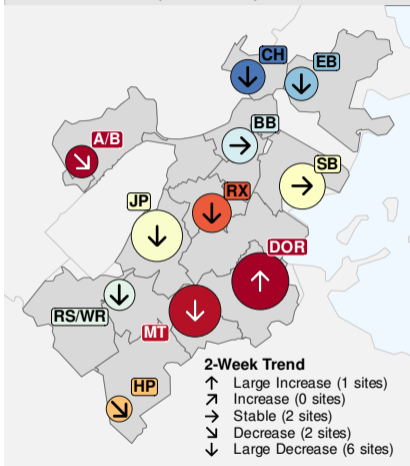 CH
EB
BB
A/B
SB
RX
JP
DOR
RS/WR
MT
HP
2-Week Trend
↑ Large Increase (1 sites)
↗ Increase (0 sites)
→ Stable (2 sites)
↘ Decrease (2 sites)
↓ Large Decrease (6 sites)